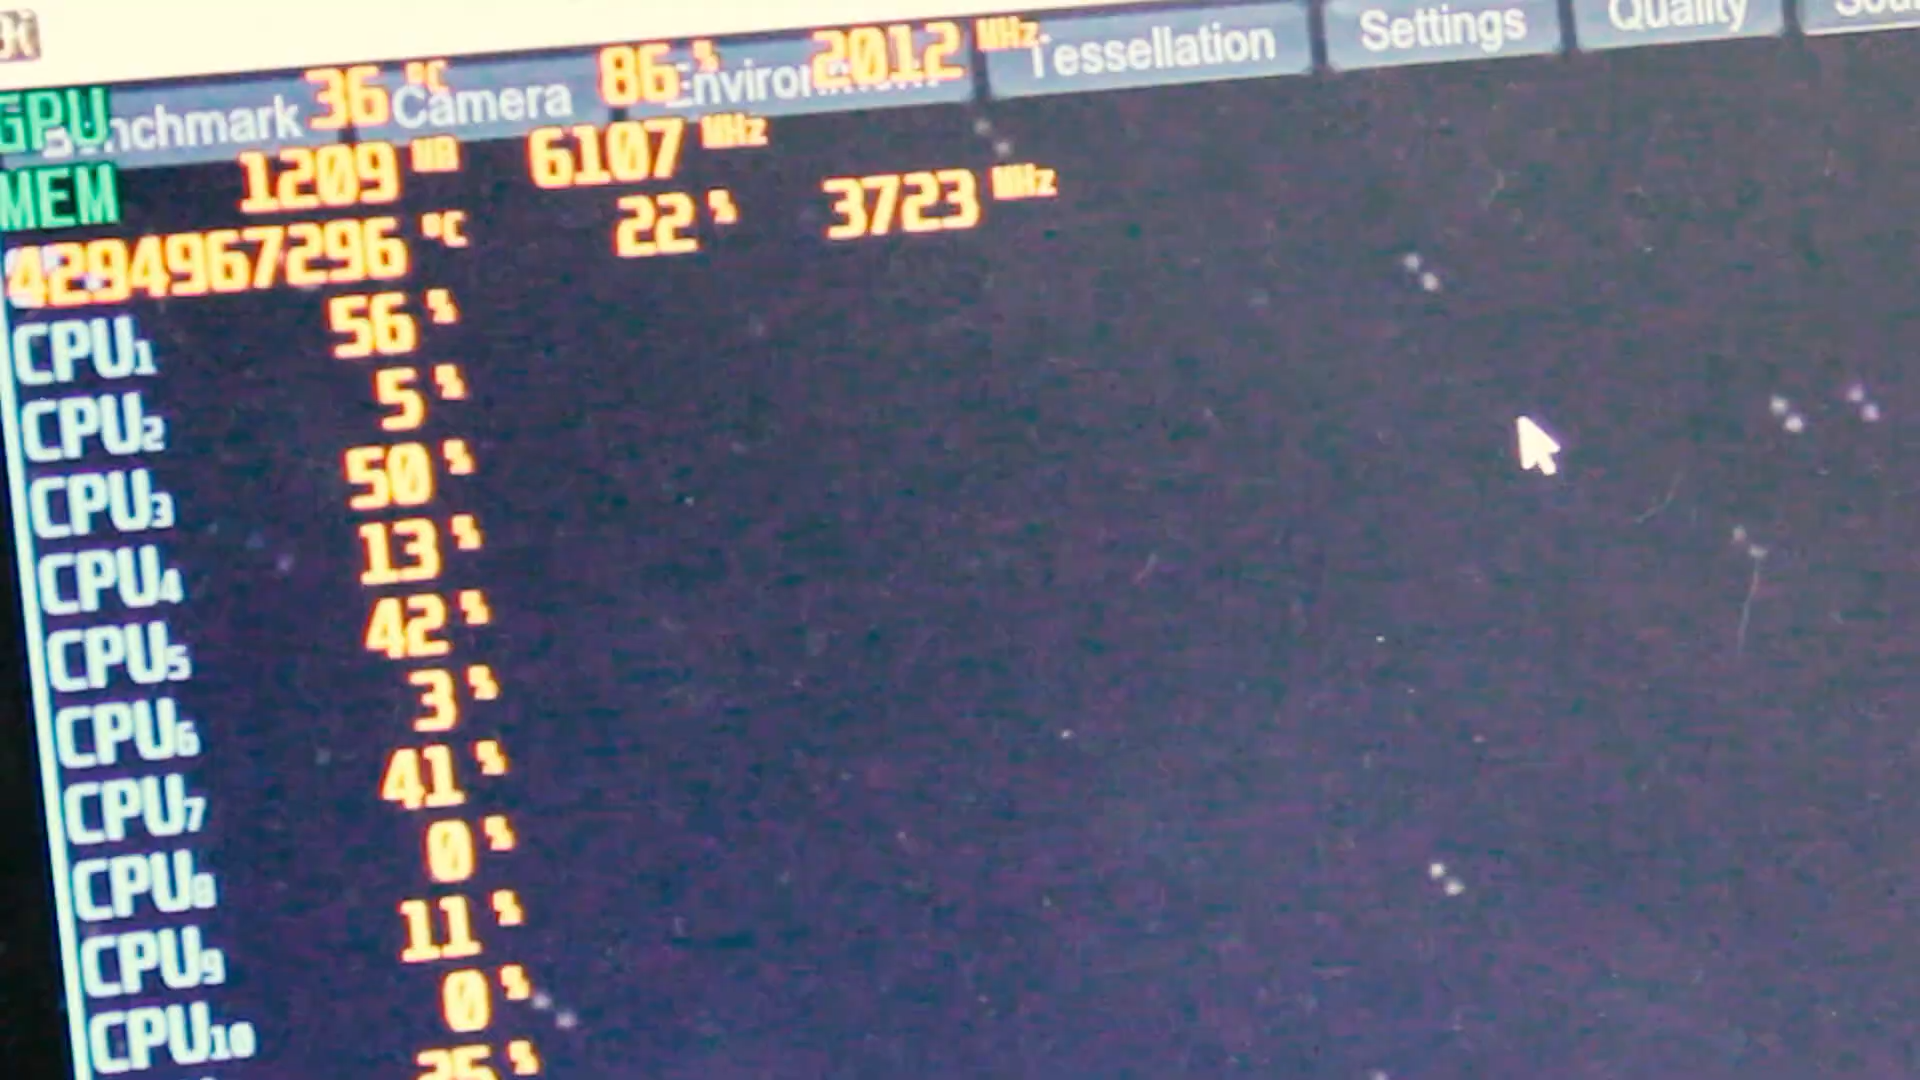 Benchmark Camera Environment Tessellation Settings Quality
GPU 36 °C 86 % 2012 MHz
MEM 1209 MB 6107 MHz
4294967296 °C 22 % 3723 MHz
CPU1 56 %
CPU2 5 %
CPU3 50 %
CPU4 13 %
CPU5 42 %
CPU6 3 %
CPU7 41 %
CPU8 0 %
CPU9 11 %
CPU10 0 %